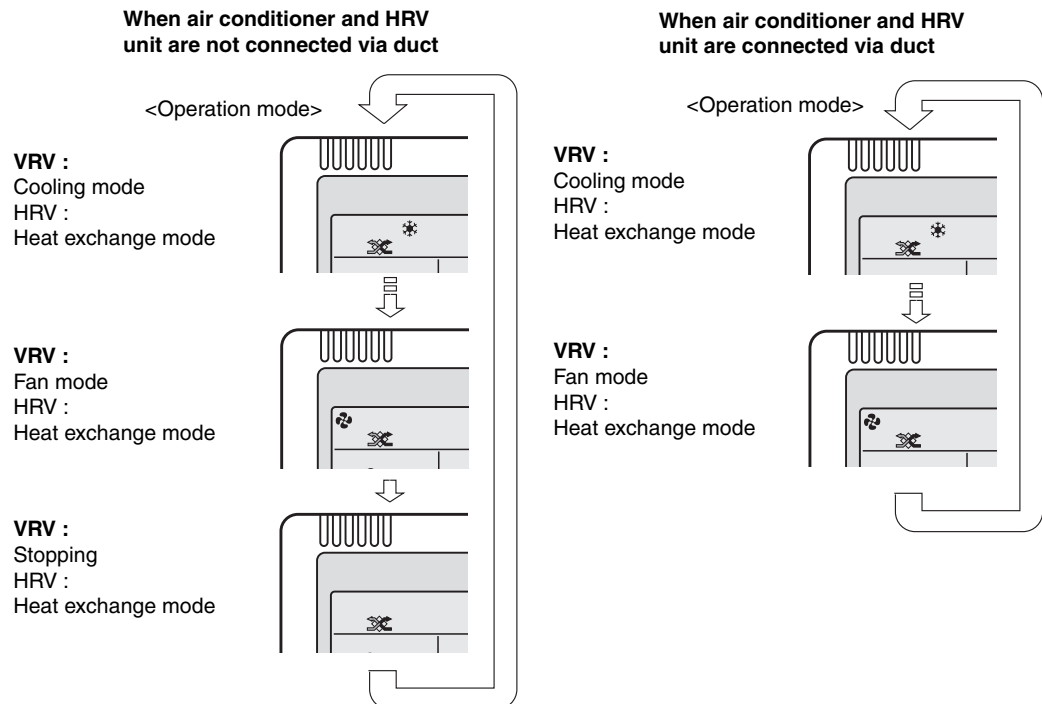 When air conditioner and HRV
unit are not connected via duct
<Operation mode>
VRV :
Cooling mode
HRV :
Heat exchange mode
VRV :
Fan mode
HRV :
Heat exchange mode
VRV :
Stopping
HRV :
Heat exchange mode
When air conditioner and HRV
unit are connected via duct
<Operation mode>
VRV :
Cooling mode
HRV :
Heat exchange mode
VRV :
Fan mode
HRV :
Heat exchange mode